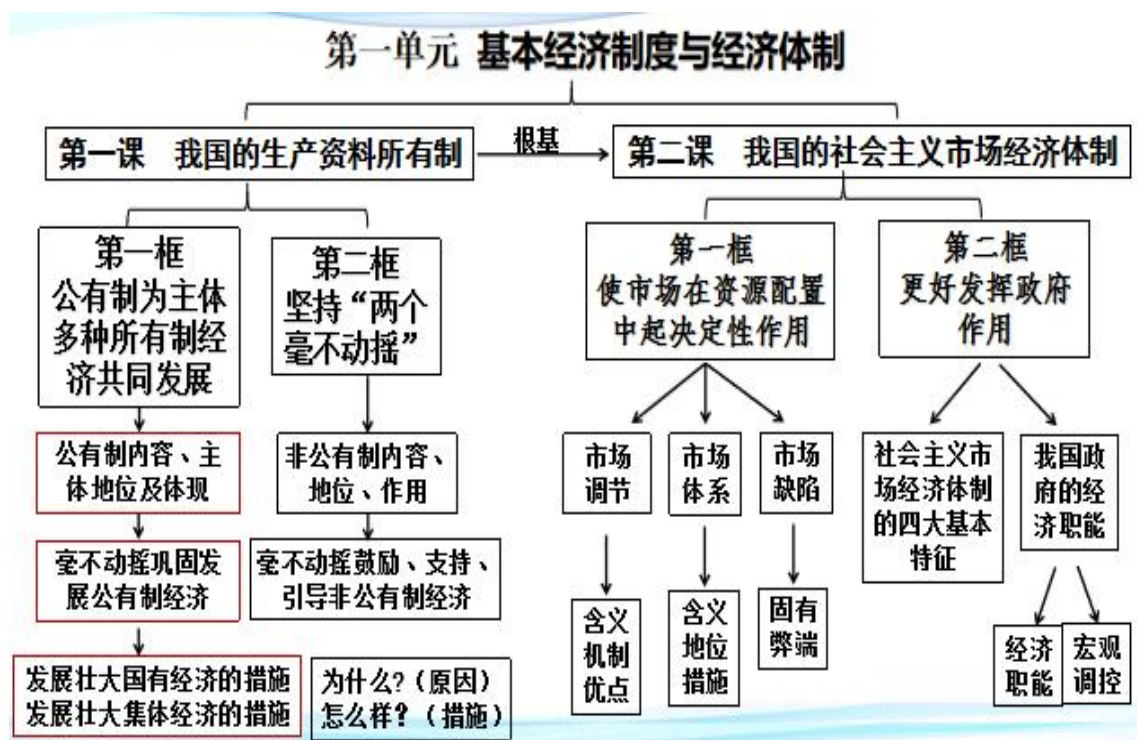 第一单元 基本经济制度与经济体制
第一课 我国的生产资料所有制
根基
第二课 我国的社会主义市场经济体制
第一框
公有制为主体
多种所有制经
济共同发展
第二框
坚持“两个
毫不动摇”
第一框
使市场在资源配置
中起决定性作用
第二框
更好发挥政府
作用
公有制内容、主
体地位及体现
非公有制内容、
地位、作用
市场
调节
市场
体系
市场
缺陷
社会主义市
场经济体制
的四大基本
特征
我国政
府的经
济职能
毫不动摇巩固发
展公有制经济
毫不动摇鼓励、支持、
引导非公有制经济
含义
机制
优点
含义
地位
措施
固有
弊端
经济
职能
宏观
调控
发展壮大国有经济的措施
发展壮大集体经济的措施
为什么?（原因）
怎么样？（措施）